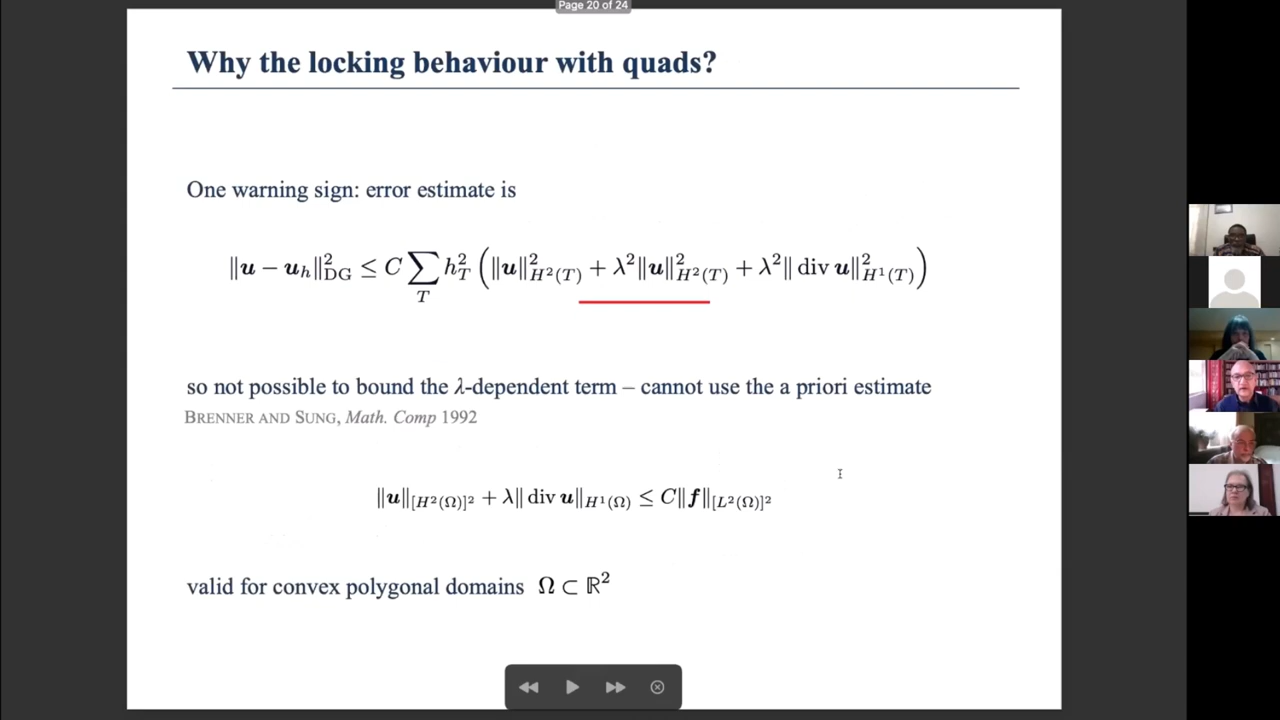 Page 20 of 24
Why the locking behaviour with quads?
One warning sign: error estimate is
‖u − u_h‖²_DG ≤ C ∑_T h_T² (‖u‖²_{H²(T)} + λ²‖u‖²_{H²(T)} + λ²‖ div u‖²_{H¹(T)})
so not possible to bound the λ-dependent term – cannot use the a priori estimate
BRENNER AND SUNG, Math. Comp 1992
‖u‖_{[H²(Ω)]²} + λ‖ div u‖_{H¹(Ω)} ≤ C‖f‖_{[L²(Ω)]²}
valid for convex polygonal domains Ω ⊂ ℝ²